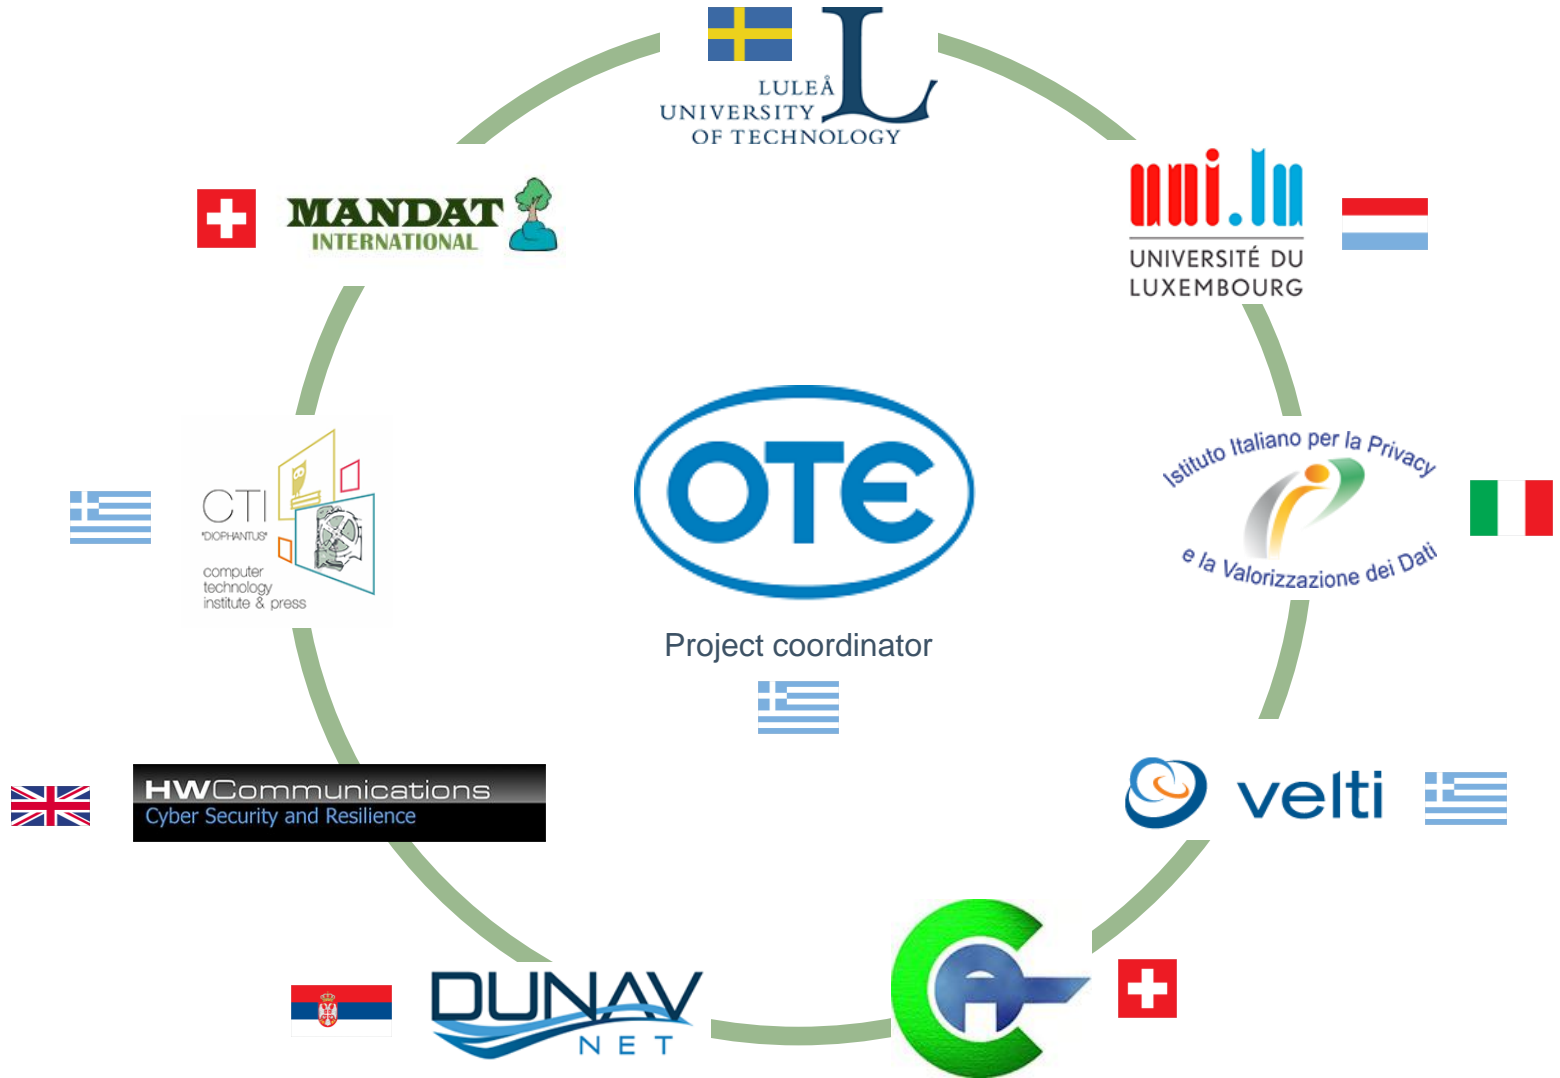 LULEÅ
UNIVERSITY
OF TECHNOLOGY
uni.lu
UNIVERSITÉ DU
LUXEMBOURG
MANDAT
INTERNATIONAL
OTE
Project coordinator
Istituto Italiano per la Privacy
e la Valorizzazione dei Dati
CTI
"DIOPHANTUS"
computer
technology
institute & press
HWCommunications
Cyber Security and Resilience
velti
DUNAV
NET